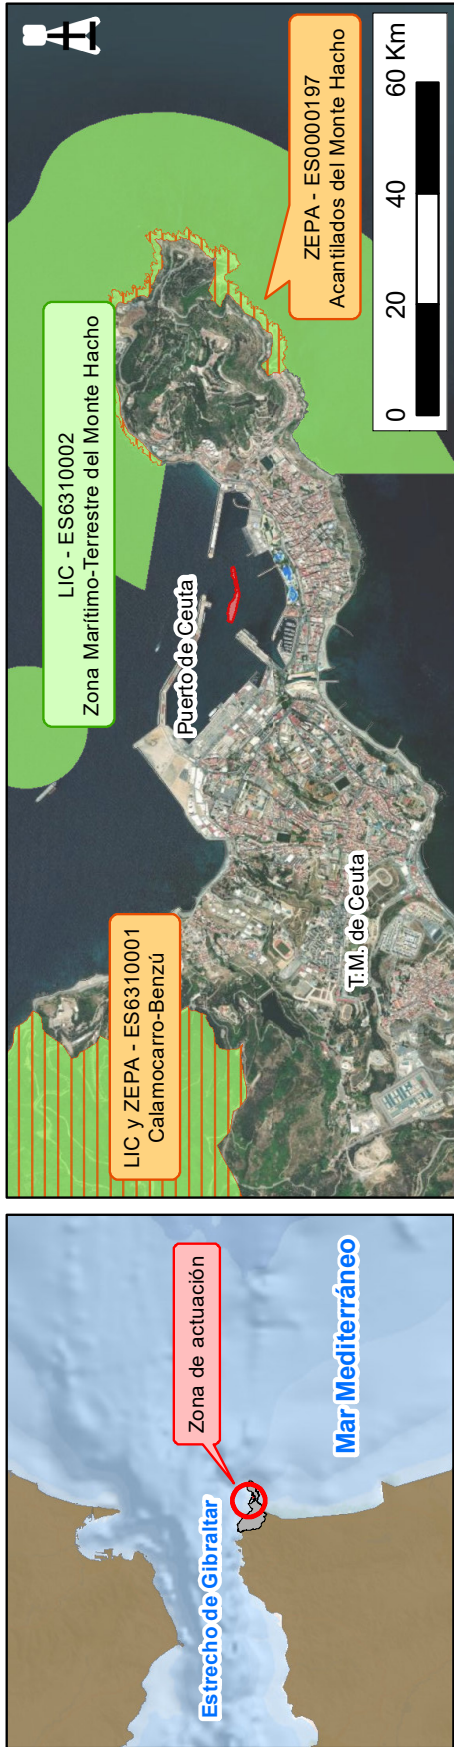 Estrecho de Gibraltar
Zona de actuación
Mar Mediterráneo
LIC y ZEPA - ES6310001
Calamocarro-Benzú
LIC - ES6310002
Zona Marítimo-Terrestre del Monte Hacho
Puerto de Ceuta
T.M. de Ceuta
ZEPA - ES0000197
Acantilados del Monte Hacho
0 20 40 60 Km